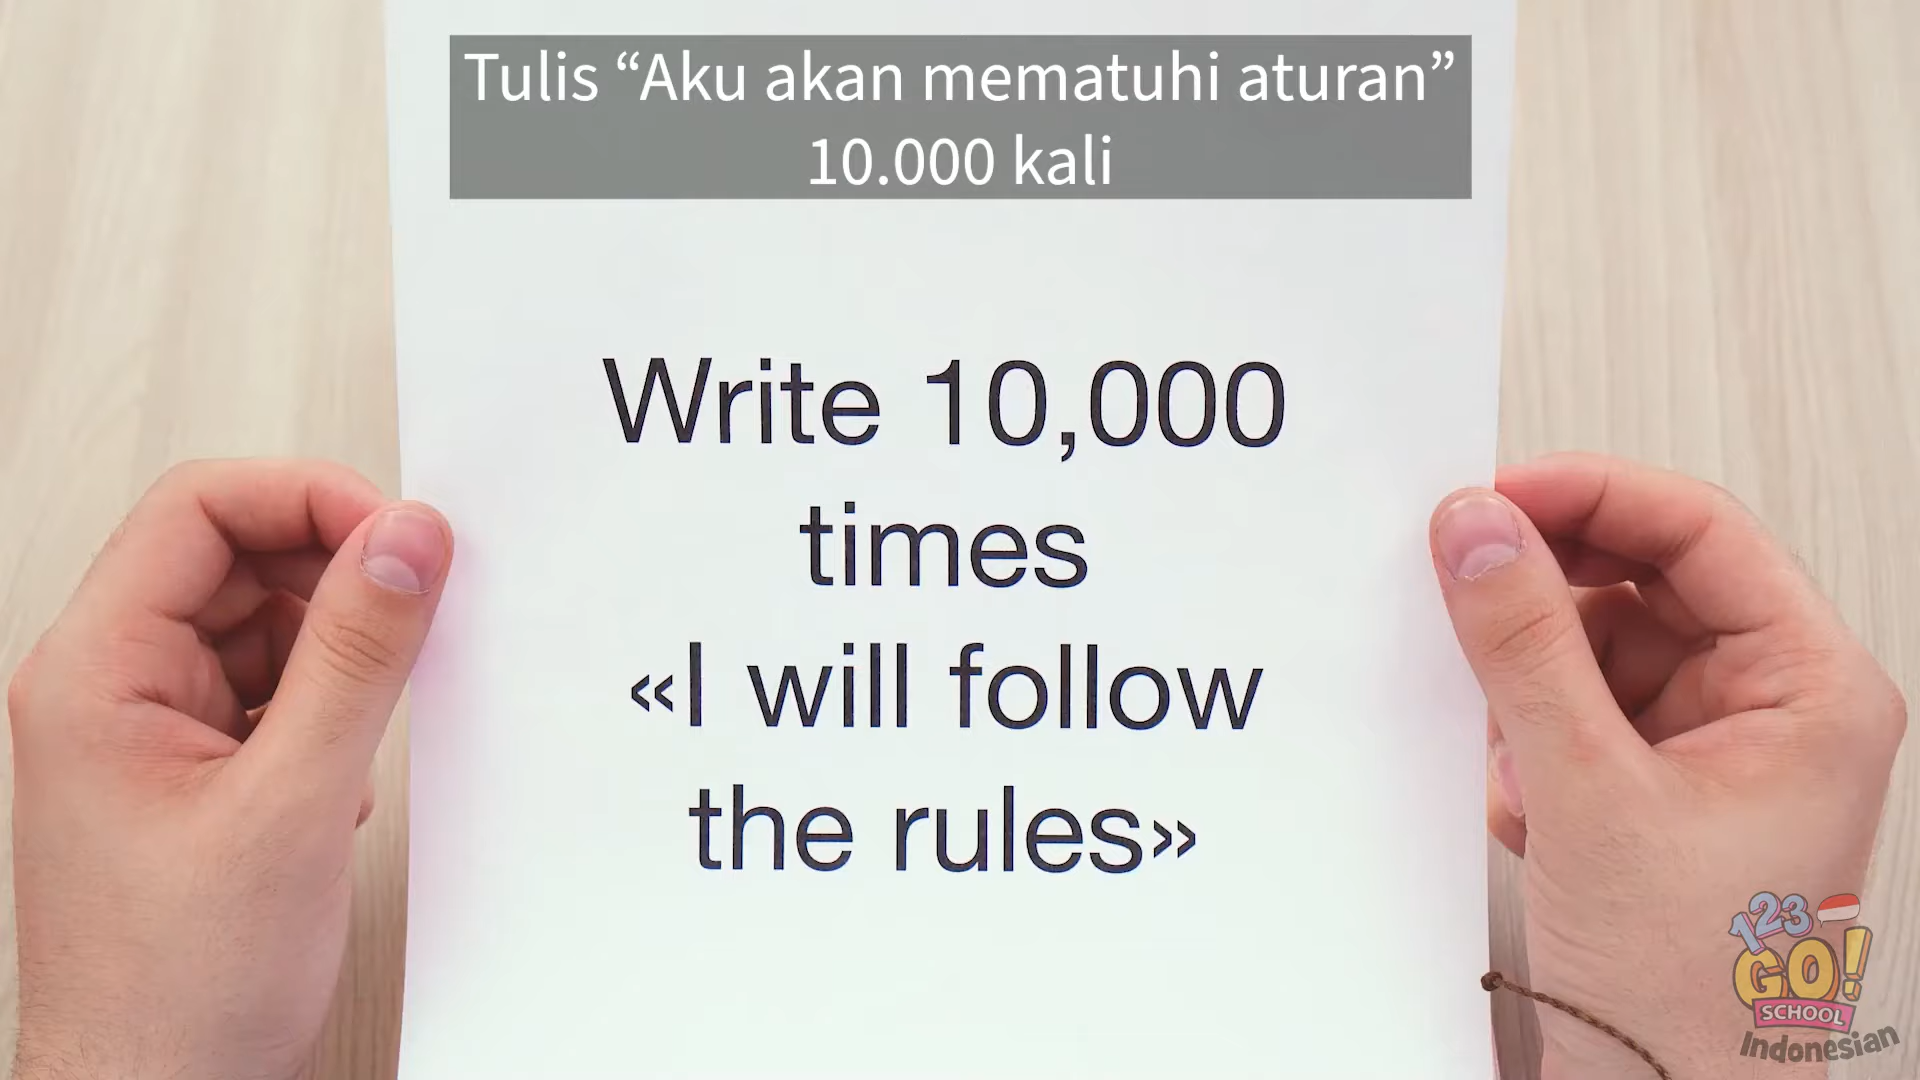 Tulis “Aku akan mematuhi aturan”
10.000 kali
Write 10,000
times
«I will follow
the rules»
123
GO!
SCHOOL
Indonesian